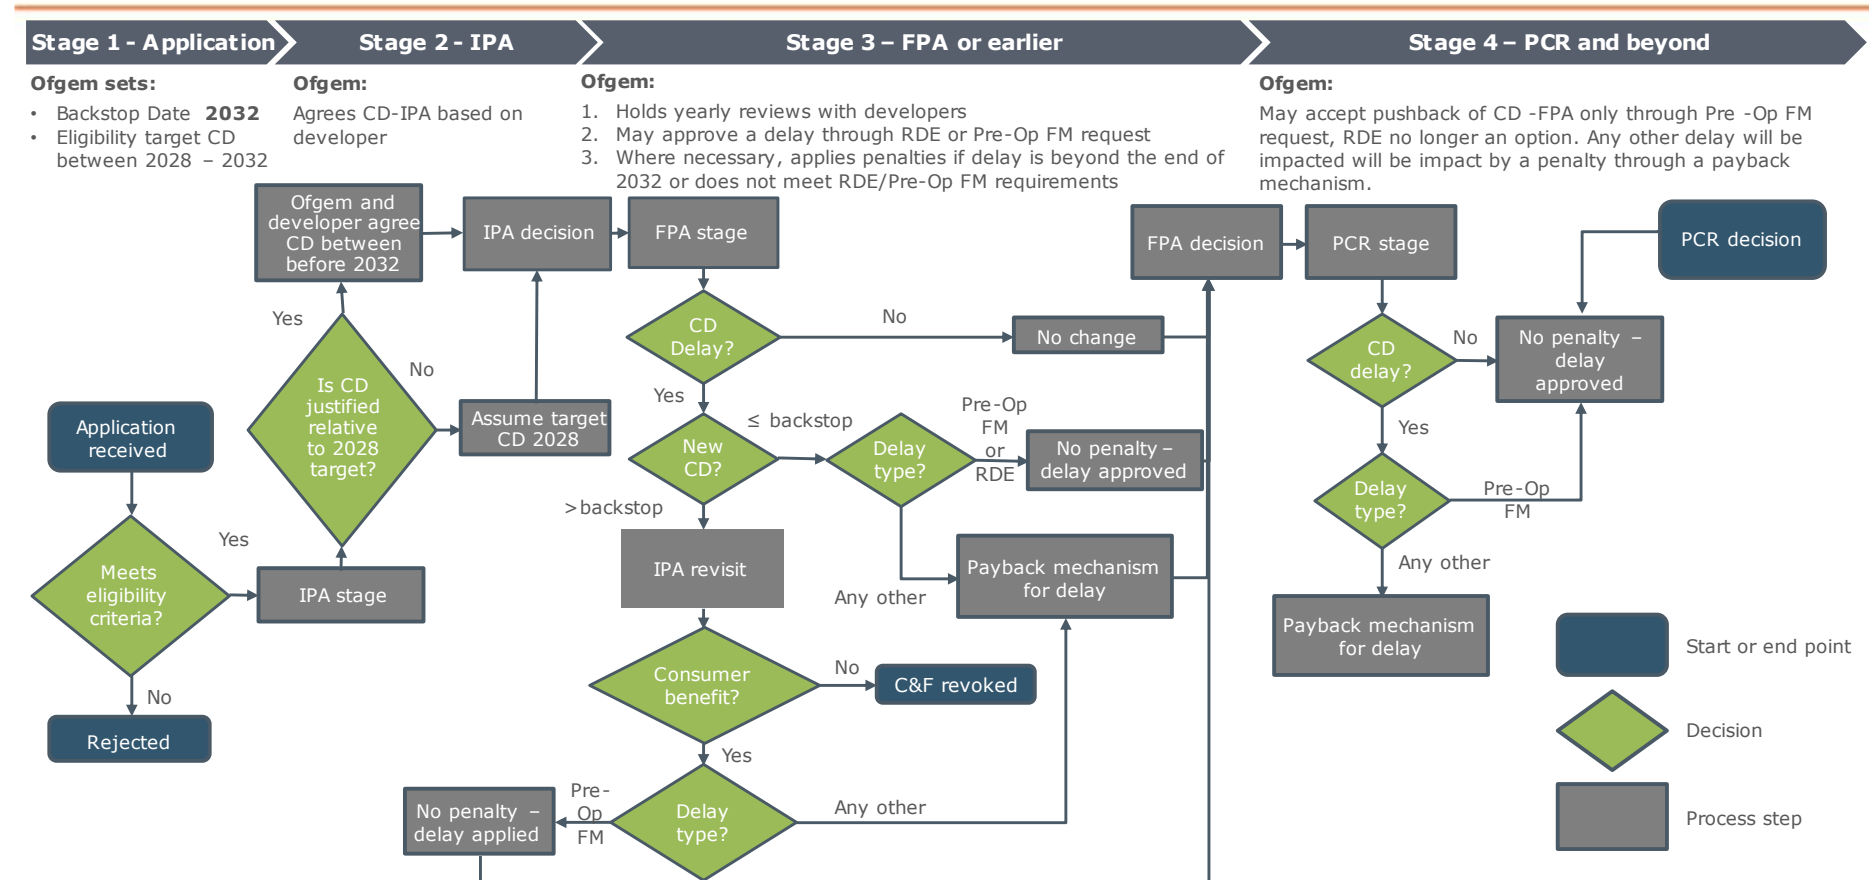 Stage 1 - Application
Stage 2 - IPA
Stage 3 – FPA or earlier
Stage 4 – PCR and beyond
Ofgem sets:
• Backstop Date 2032
• Eligibility target CD
between 2028 – 2032
Ofgem:
Agrees CD-IPA based on
developer
Ofgem:
1. Holds yearly reviews with developers
2. May approve a delay through RDE or Pre-Op FM request
3. Where necessary, applies penalties if delay is beyond the end of
2032 or does not meet RDE/Pre-Op FM requirements
Ofgem:
May accept pushback of CD -FPA only through Pre -Op FM
request, RDE no longer an option. Any other delay will be
impacted will be impact by a penalty through a payback
mechanism.
Application
received
Meets
eligibility
criteria?
Yes
No
Rejected
IPA stage
Is CD
justified
relative
to 2028
target?
Yes
No
Ofgem and
developer agree
CD between
before 2032
Assume target
CD 2028
IPA decision
FPA stage
CD
Delay?
No
No change
Yes
New
CD?
≤ backstop
Delay
type?
Pre-Op
FM
or
RDE
No penalty –
delay approved
Any other
Payback mechanism
for delay
>backstop
IPA revisit
Consumer
benefit?
No
C&F revoked
Yes
Delay
type?
Any other
Pre-
Op
FM
No penalty –
delay applied
FPA decision
PCR stage
CD
delay?
No
No penalty –
delay
approved
PCR decision
Yes
Delay
type?
Pre-Op
FM
Any other
Payback mechanism
for delay
Start or end point
Decision
Process step